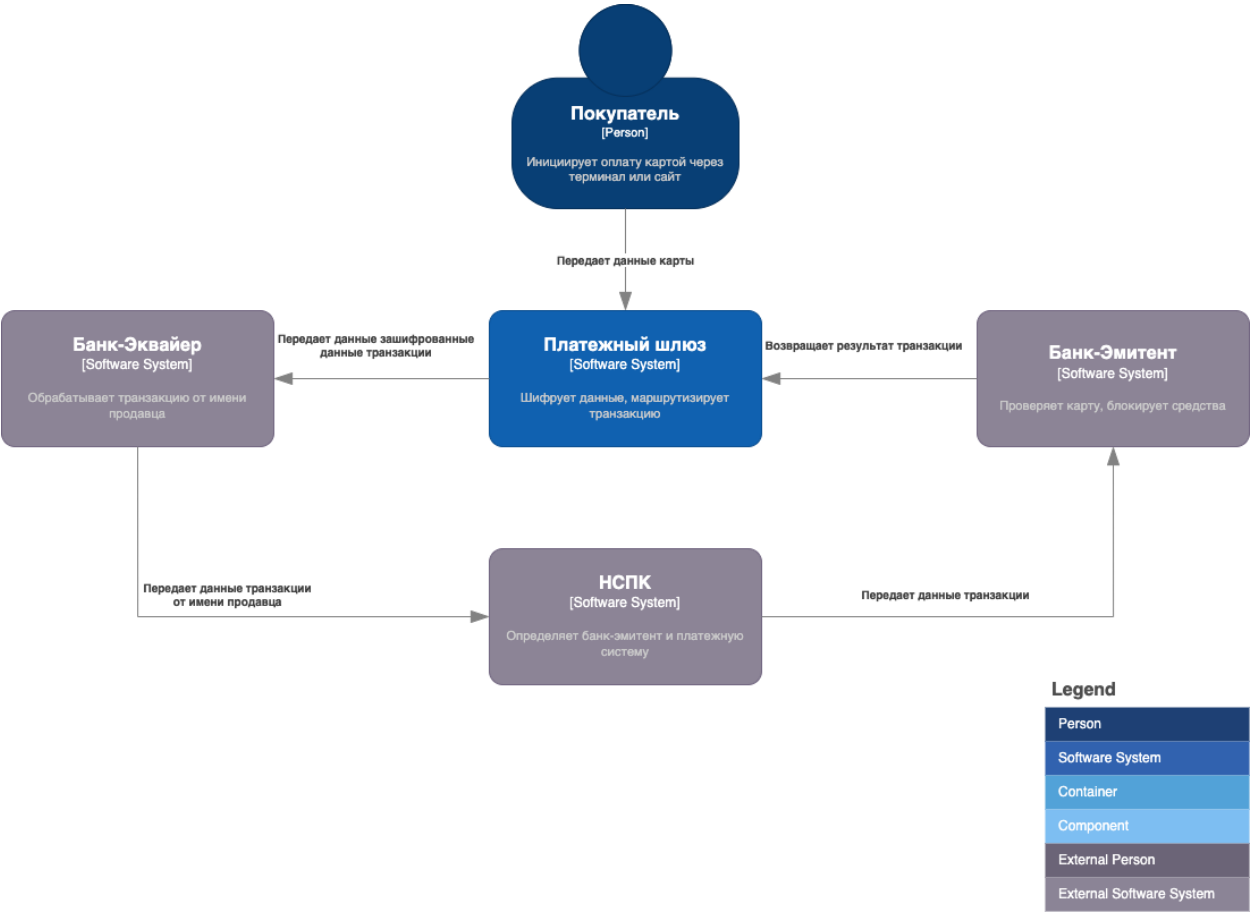 Покупатель
[Person]
Инициирует оплату картой через
терминал или сайт
Передает данные карты
Банк-Эквайер
[Software System]
Обрабатывает транзакцию от имени
продавца
Передает данные зашифрованные
данные транзакции
Платежный шлюз
[Software System]
Шифрует данные, маршрутизирует
транзакцию
Возвращает результат транзакции
Банк-Эмитент
[Software System]
Проверяет карту, блокирует средства
Передает данные транзакции
от имени продавца
НСПК
[Software System]
Определяет банк-эмитент и платежную
систему
Передает данные транзакции
Legend
Person
Software System
Container
Component
External Person
External Software System